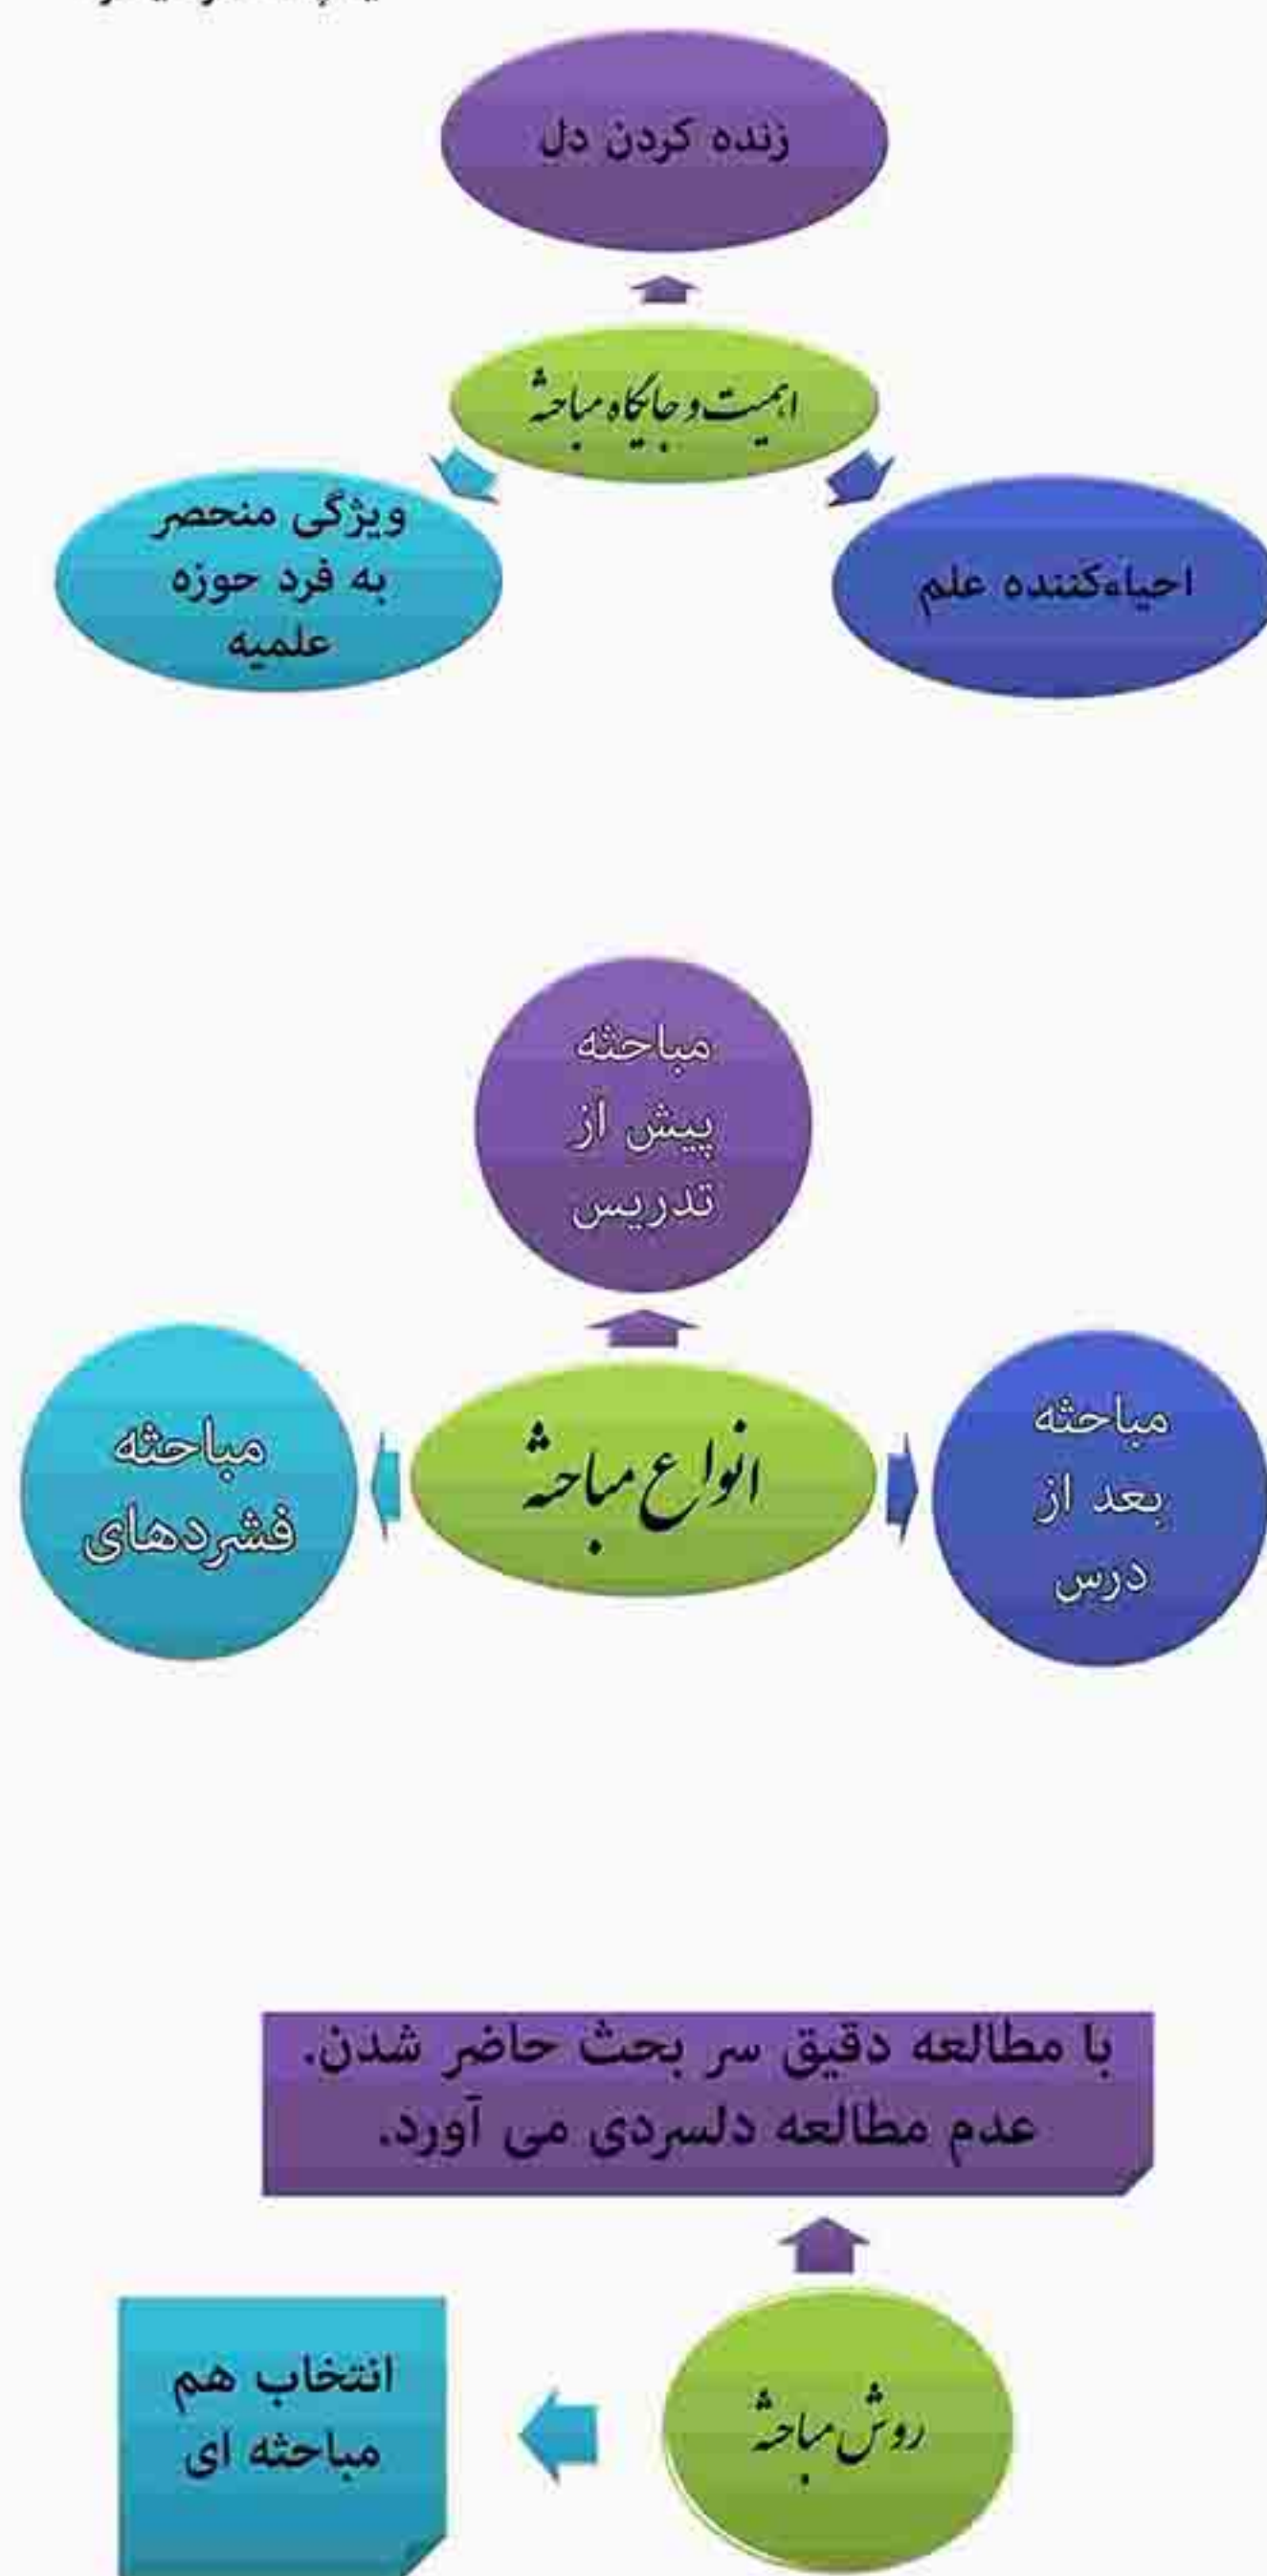 زنده کردن دل
اهمیت و جایگاه مباحثه
احیاءکننده علم
ویژگی منحصر
به فرد حوزه
علمیه
مباحثه
پیش از
تدریس
انواع مباحثه
مباحثه
بعد از
درس
مباحثه
فشردهای
با مطالعه دقیق سر بحث حاضر شدن.
عدم مطالعه دلسردی می آورد.
روش مباحثه
انتخاب هم
مباحثه ای